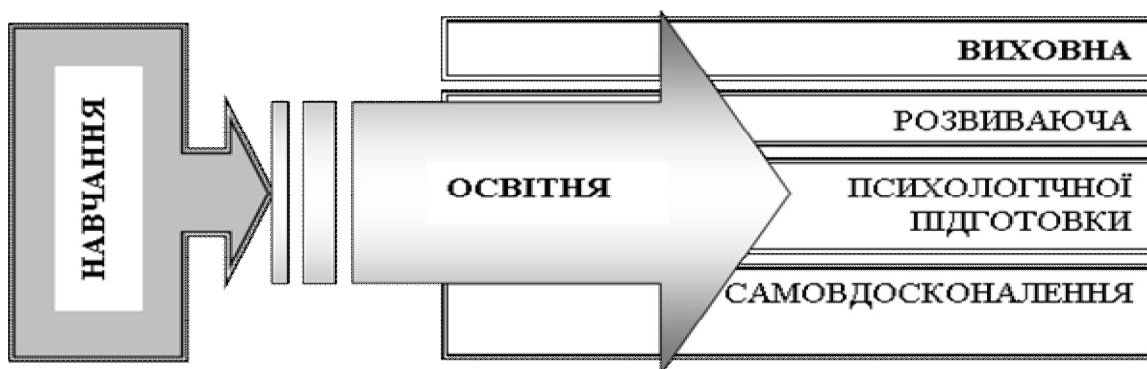 НАВЧАННЯ
ОСВІТНЯ
ВИХОВНА
РОЗВИВАЮЧА
ПСИХОЛОГІЧНОЇ
ПІДГОТОВКИ
САМОВДОСКОНАЛЕННЯ